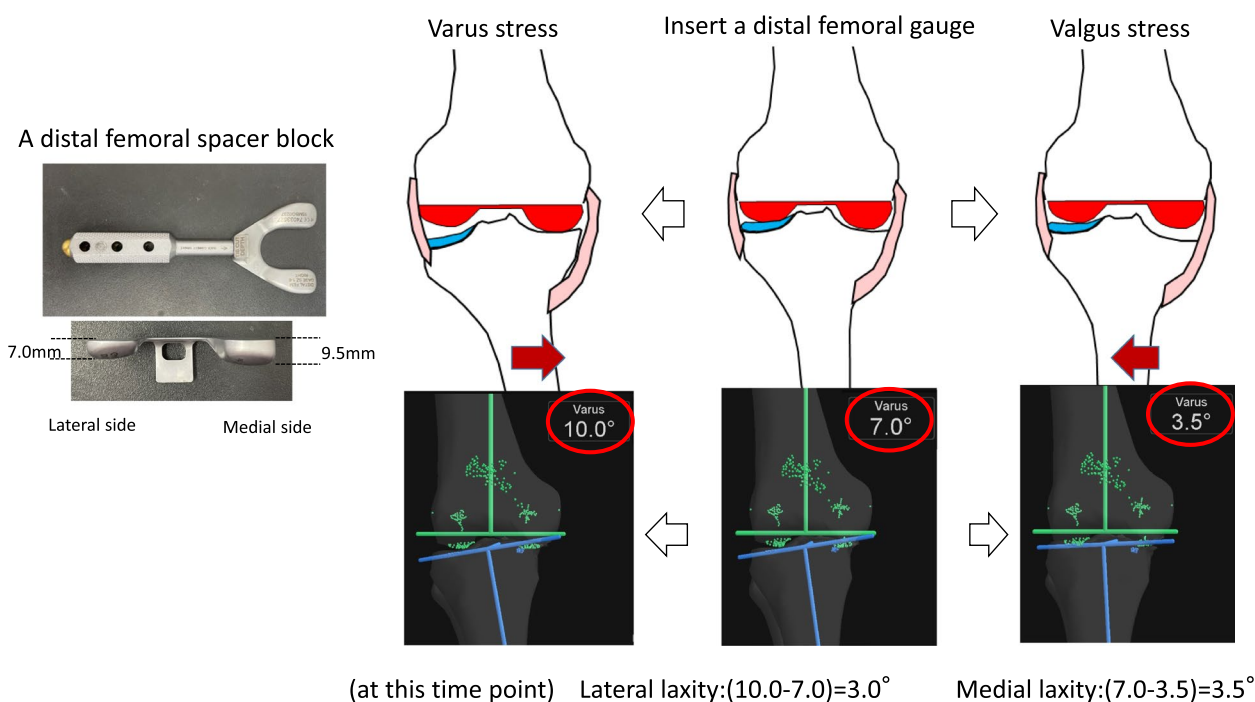 Varus stress
Insert a distal femoral gauge
Valgus stress
A distal femoral spacer block
7.0mm
9.5mm
Lateral side
Medial side
Varus
10.0°
Varus
7.0°
Varus
3.5°
(at this time point) Lateral laxity:(10.0-7.0)=3.0° Medial laxity:(7.0-3.5)=3.5°